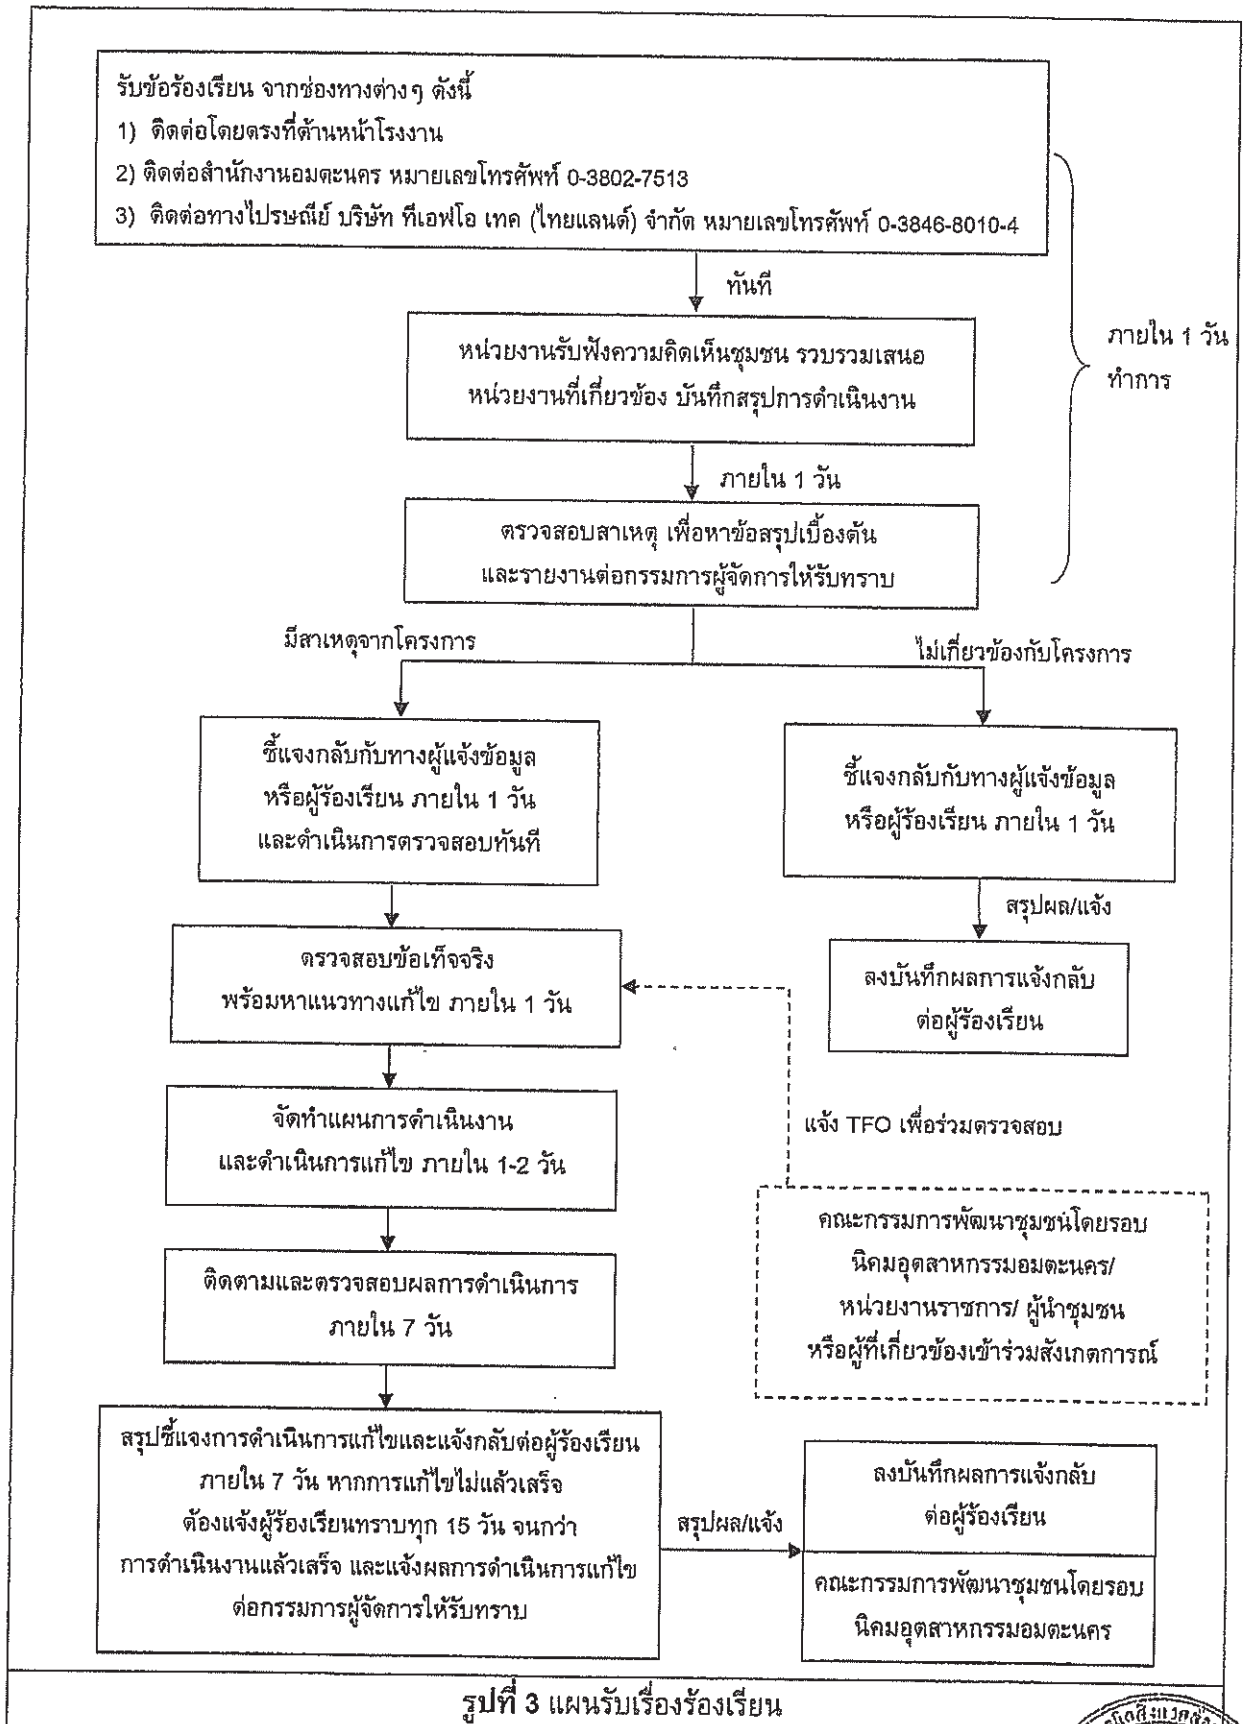 รับข้อร้องเรียน จากช่องทางต่างๆ ดังนี้
1) ติดต่อโดยตรงที่ด้านหน้าโรงงาน
2) ติดต่อสำนักงานอมตะนคร หมายเลขโทรศัพท์ 0-3802-7513
3) ติดต่อทางไปรษณีย์ บริษัท ทีเอฟโอ เทค (ไทยแลนด์) จำกัด หมายเลขโทรศัพท์ 0-3846-8010-4
ทันที
ภายใน 1 วัน
ทำการ
หน่วยงานรับฟังความคิดเห็นชุมชน รวบรวมเสนอ
หน่วยงานที่เกี่ยวข้อง บันทึกสรุปการดำเนินงาน
ภายใน 1 วัน
ตรวจสอบสาเหตุ เพื่อหาข้อสรุปเบื้องต้น
และรายงานต่อกรรมการผู้จัดการให้รับทราบ
มีสาเหตุจากโครงการ
ไม่เกี่ยวข้องกับโครงการ
ชี้แจงกลับกับทางผู้แจ้งข้อมูล
หรือผู้ร้องเรียน ภายใน 1 วัน
และดำเนินการตรวจสอบทันที
ชี้แจงกลับกับทางผู้แจ้งข้อมูล
หรือผู้ร้องเรียน ภายใน 1 วัน
สรุปผล/แจ้ง
ตรวจสอบข้อเท็จจริง
พร้อมหาแนวทางแก้ไข ภายใน 1 วัน
ลงบันทึกผลการแจ้งกลับ
ต่อผู้ร้องเรียน
จัดทำแผนการดำเนินงาน
และดำเนินการแก้ไข ภายใน 1-2 วัน
แจ้ง TFO เพื่อร่วมตรวจสอบ
คณะกรรมการพัฒนาชุมชนโดยรอบ
นิคมอุตสาหกรรมอมตะนคร/
หน่วยงานราชการ/ ผู้นำชุมชน
หรือผู้ที่เกี่ยวข้องเข้าร่วมสังเกตการณ์
ติดตามและตรวจสอบผลการดำเนินการ
ภายใน 7 วัน
สรุปชี้แจงการดำเนินการแก้ไขและแจ้งกลับต่อผู้ร้องเรียน
ภายใน 7 วัน หากการแก้ไขไม่แล้วเสร็จ
ต้องแจ้งผู้ร้องเรียนทราบทุก 15 วัน จนกว่า
การดำเนินงานแล้วเสร็จ และแจ้งผลการดำเนินการแก้ไข
ต่อกรรมการผู้จัดการให้รับทราบ
สรุปผล/แจ้ง
ลงบันทึกผลการแจ้งกลับ
ต่อผู้ร้องเรียน
คณะกรรมการพัฒนาชุมชนโดยรอบ
นิคมอุตสาหกรรมอมตะนคร
รูปที่ 3 แผนรับเรื่องร้องเรียน